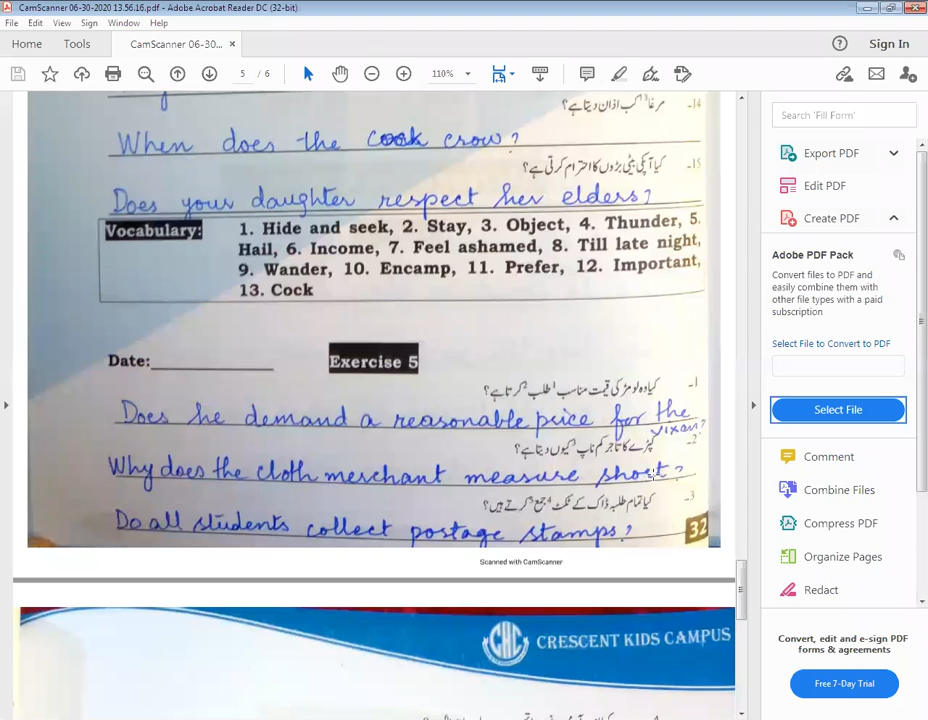 CamScanner 06-30-2020 13.56.16.pdf - Adobe Acrobat Reader DC (32-bit)
File Edit View Sign Window Help
Home Tools CamScanner 06-30... × Sign In
5 / 6 110%
14۔ مرغا کب اذان دیتا ہے؟
When does the cock crow?
15۔ کیا آپکی بیٹی بڑوں کا احترام کرتی ہے؟
Does your daughter respect her elders?
Vocabulary: 1. Hide and seek, 2. Stay, 3. Object, 4. Thunder, 5.
Hail, 6. Income, 7. Feel ashamed, 8. Till late night,
9. Wander, 10. Encamp, 11. Prefer, 12. Important,
13. Cock
Date: Exercise 5
1۔ کیا وہ لومڑ کی قیمت مناسب¹ طلب² کرتا ہے؟
Does he demand a reasonable price for the
vixan?
2۔ کپڑے کا تاجر کم ناپ³ کیوں دیتا ہے؟
Why does the cloth merchant measure short?
3۔ کیا تمام طلبہ ڈاک کے ٹکٹ⁴ جمع⁵ کرتے ہیں؟
Do all students collect postage stamps?
32
Scanned with CamScanner
CHC CRESCENT KIDS CAMPUS
Search 'Fill Form'
Export PDF
Edit PDF
Create PDF
Adobe PDF Pack
Convert files to PDF and
easily combine them with
other file types with a paid
subscription
Select File to Convert to PDF
Select File
Comment
Combine Files
Compress PDF
Organize Pages
Redact
Convert, edit and e-sign PDF
forms & agreements
Free 7-Day Trial